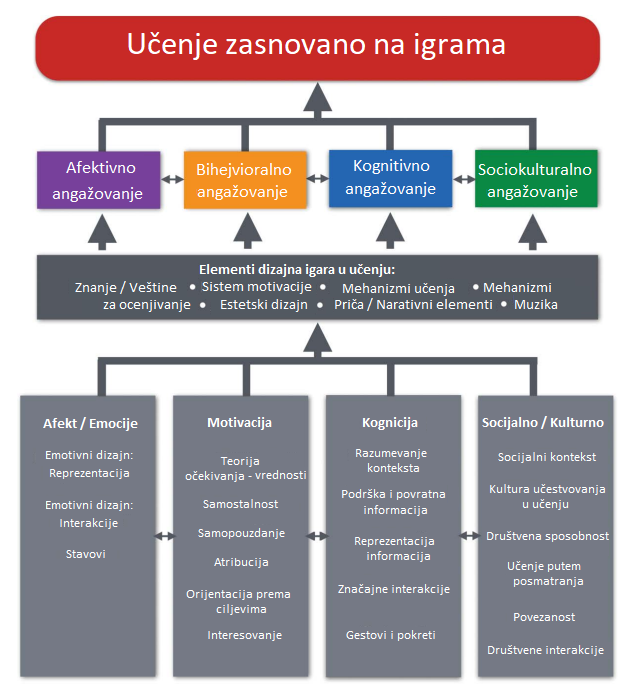 Učenje zasnovano na igrama
Afektivno
angažovanje
Bihejvioralno
angažovanje
Kognitivno
angažovanje
Sociokulturalno
angažovanje
Elementi dizajna igara u učenju:
Znanje / Veštine • Sistem motivacije • Mehanizmi učenja • Mehanizmi
za ocenjivanje • Estetski dizajn • Priča / Narativni elementi • Muzika
Afekt / Emocije
Emotivni dizajn:
Reprezentacija
Emotivni dizajn:
Interakcije
Stavovi
Motivacija
Teorija
očekivanja - vrednosti
Samostalnost
Samopouzdanje
Atribucija
Orijentacija prema
ciljevima
Interesovanje
Kognicija
Razumevanje
konteksta
Podrška i povratna
informacija
Reprezentacija
informacija
Značajne interakcije
Gestovi i pokreti
Socijalno / Kulturno
Socijalni kontekst
Kultura učestvovanja
u učenju
Društvena sposobnost
Učenje putem
posmatranja
Povezanost
Društvene interakcije